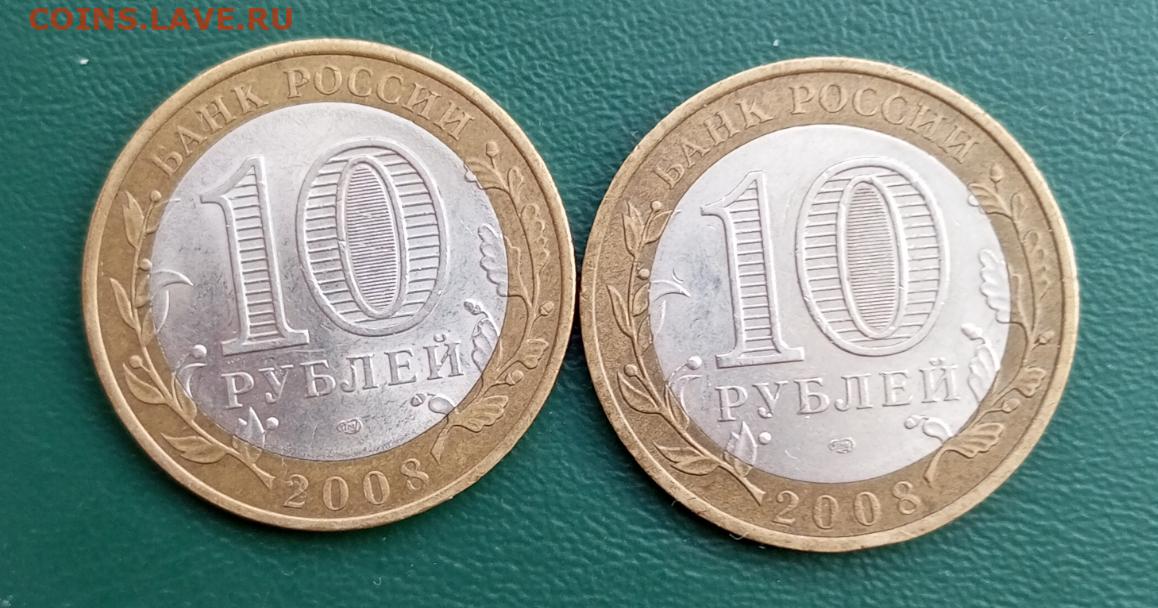 COINS.LAVE.RU
БАНК РОССИИ
10
РУБЛЕЙ
2008
БАНК РОССИИ
10
РУБЛЕЙ
2008